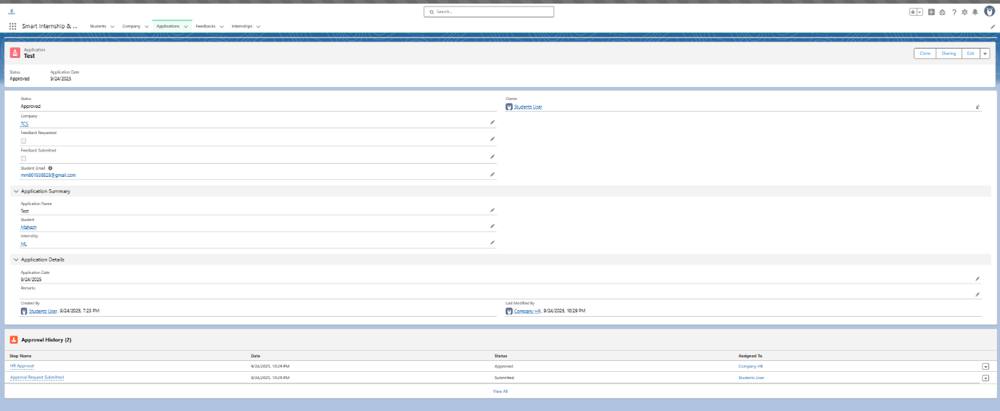 Search...
Smart Internship & ...
Students
Company
Applications
Feedbacks
Internships
Application
Test
Clone
Sharing
Edit
Status
Application Date
Approved
9/24/2025
Status
Approved
Owner
Students User
Company
TCS
Feedback Requested
Feedback Submitted
Student_Email
mm801938828@gmail.com
Application Summary
Application Name
Test
Student
Mahesh
Internship
ML
Application Details
Application Date
9/24/2025
Remarks
Created By
Students User, 9/24/2025, 7:23 PM
Last Modified By
Company HR, 9/24/2025, 10:29 PM
Approval History (2)
Step Name Date Status Assigned To
HR Approval 9/24/2025, 10:29 PM Approved Company HR
Approval Request Submitted 9/24/2025, 10:29 PM Submitted Students User
View All